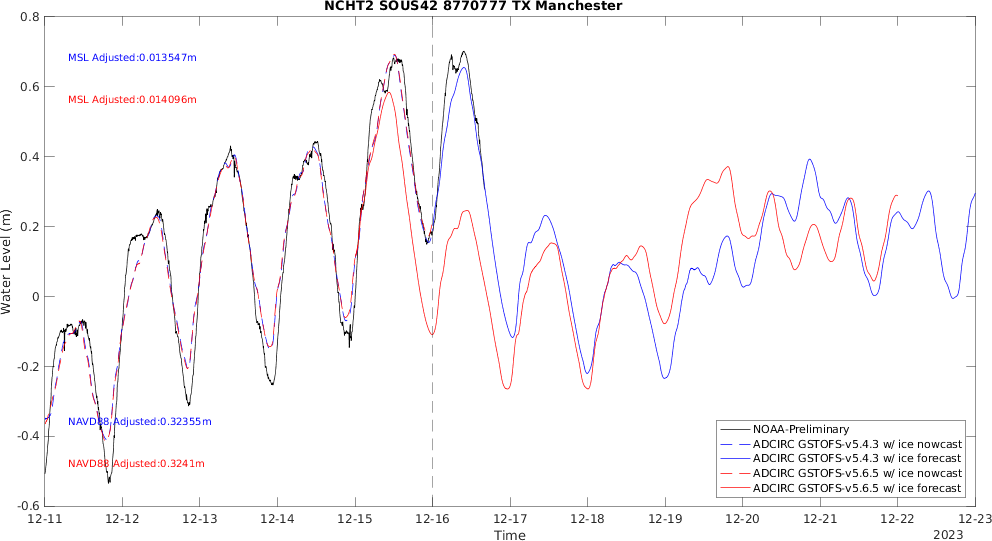 NCHT2 SOUS42 8770777 TX Manchester
0.8
0.6
0.4
0.2
0
-0.2
-0.4
-0.6
Water Level (m)
MSL Adjusted:0.013547m
MSL Adjusted:0.014096m
NAVD88 Adjusted:0.32355m
NAVD88 Adjusted:0.3241m
NOAA-Preliminary
ADCIRC GSTOFS-v5.4.3 w/ ice nowcast
ADCIRC GSTOFS-v5.4.3 w/ ice forecast
ADCIRC GSTOFS-v5.6.5 w/ ice nowcast
ADCIRC GSTOFS-v5.6.5 w/ ice forecast
12-11 12-12 12-13 12-14 12-15 12-16 12-17 12-18 12-19 12-20 12-21 12-22 12-23
Time
2023